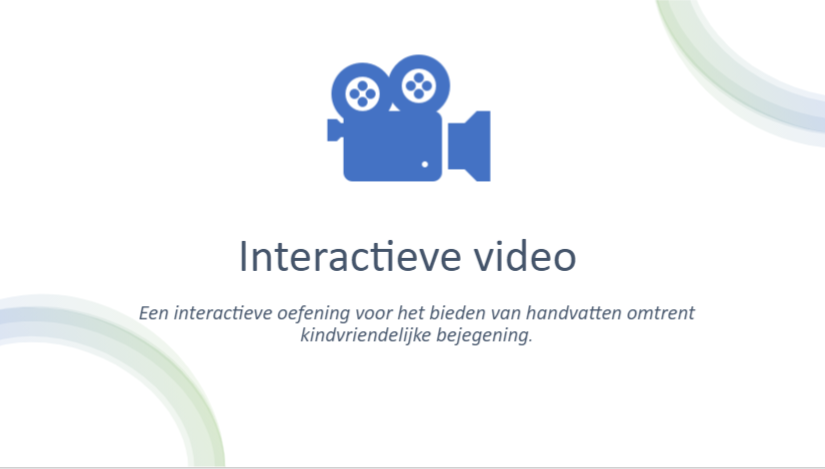 Interactieve video
Een interactieve oefening voor het bieden van handvatten omtrent
kindvriendelijke bejegening.